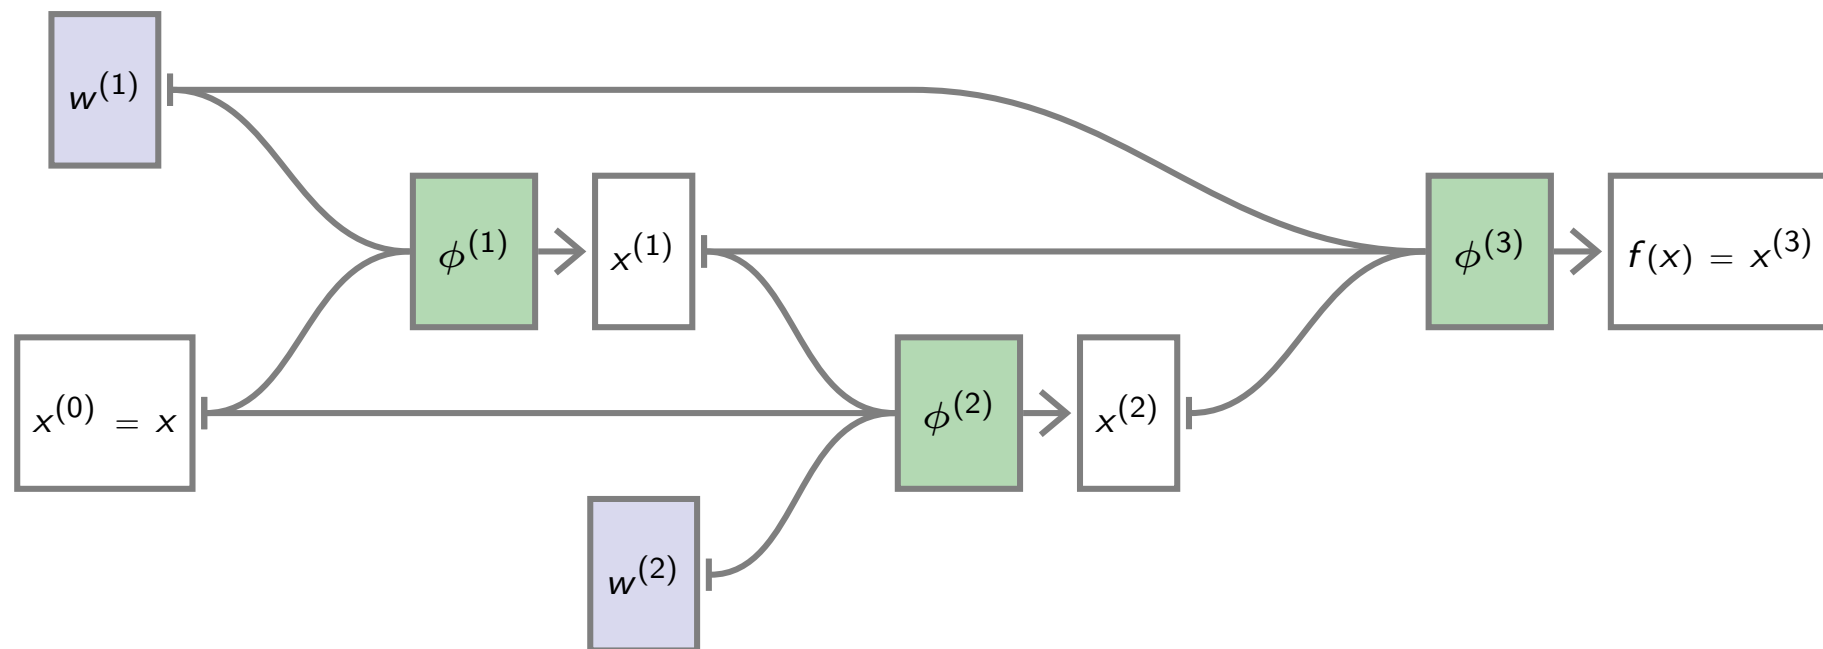 w^(1)
ϕ^(1)
x^(1)
ϕ^(3)
f(x) = x^(3)
x^(0) = x
ϕ^(2)
x^(2)
w^(2)